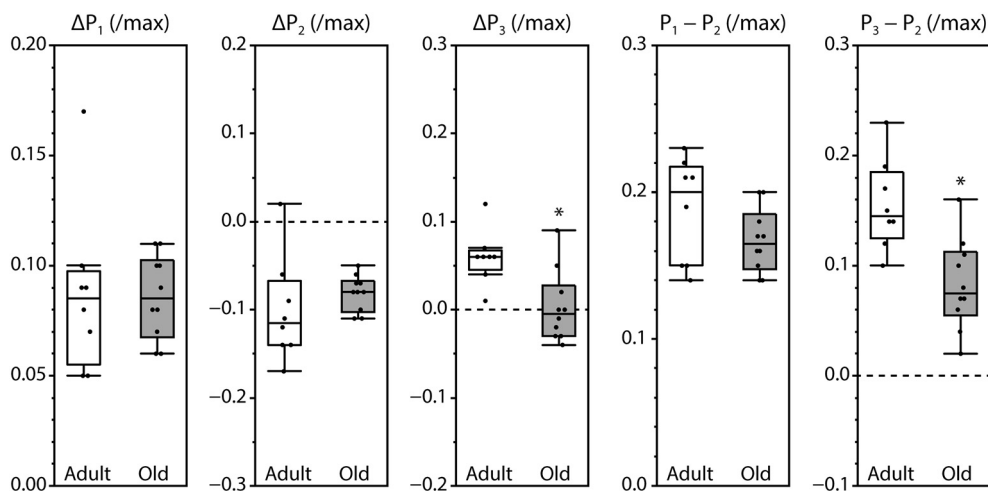 ΔP₁ (/max)
0.20
0.15
0.10
0.05
0.00
Adult Old
ΔP₂ (/max)
0.2
0.1
0.0
−0.1
−0.2
−0.3
Adult Old
ΔP₃ (/max)
0.3
0.2
0.1
0.0
−0.1
−0.2
*
Adult Old
P₁ − P₂ (/max)
0.3
0.2
0.1
0.0
Adult Old
P₃ − P₂ (/max)
0.3
0.2
0.1
0.0
−0.1
*
Adult Old